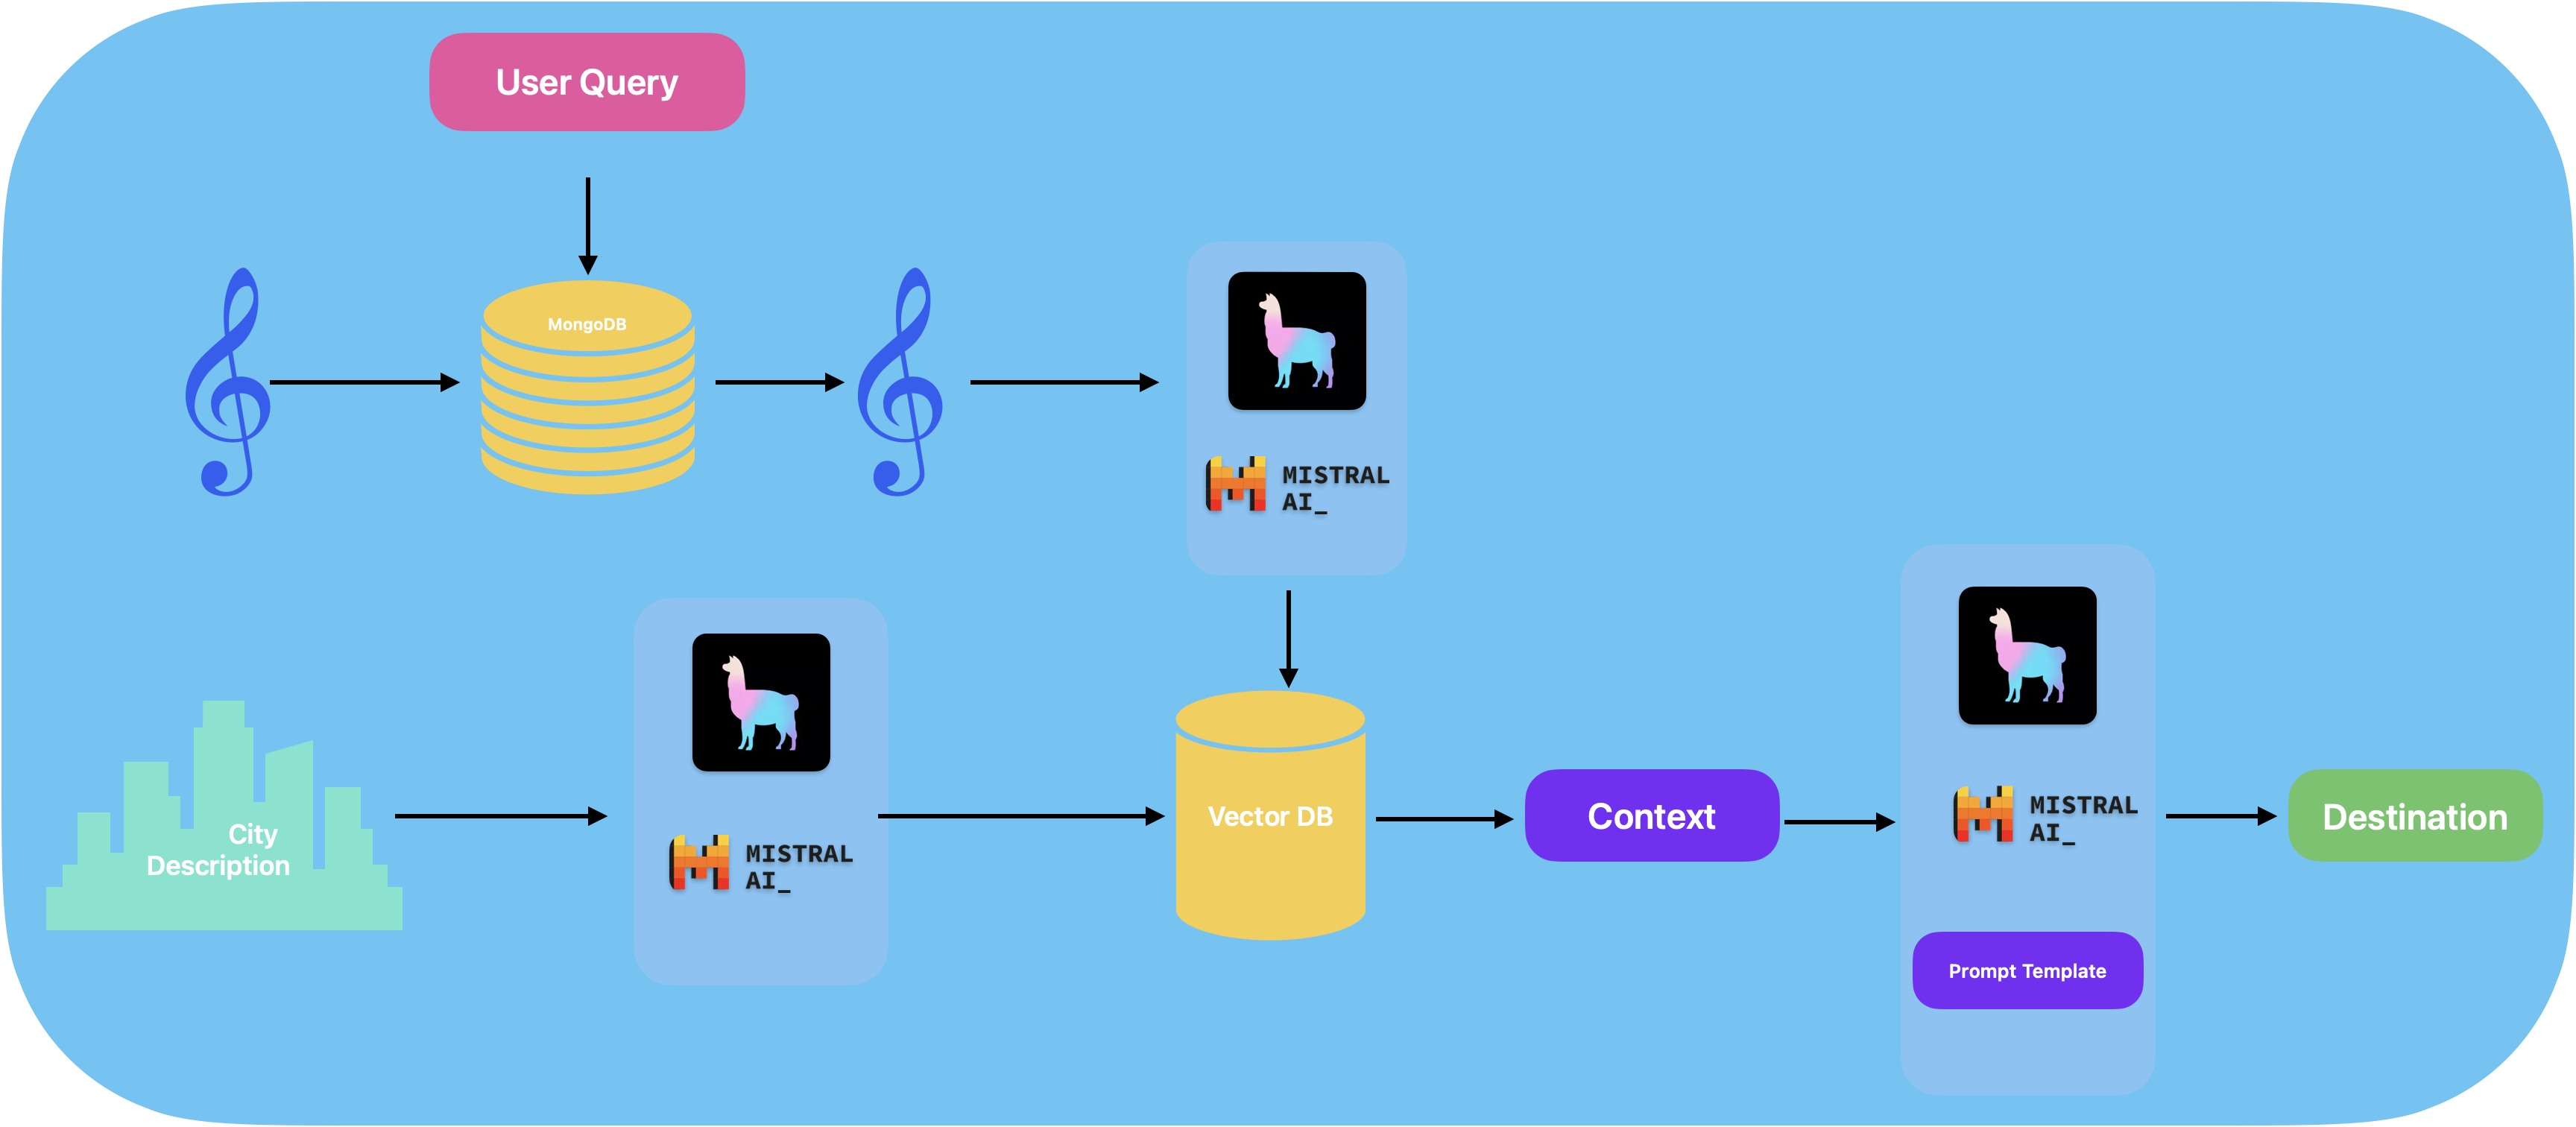 User Query
MongoDB
MISTRAL
AI_
City
Description
MISTRAL
AI_
Vector DB
Context
MISTRAL
AI_
Prompt Template
Destination